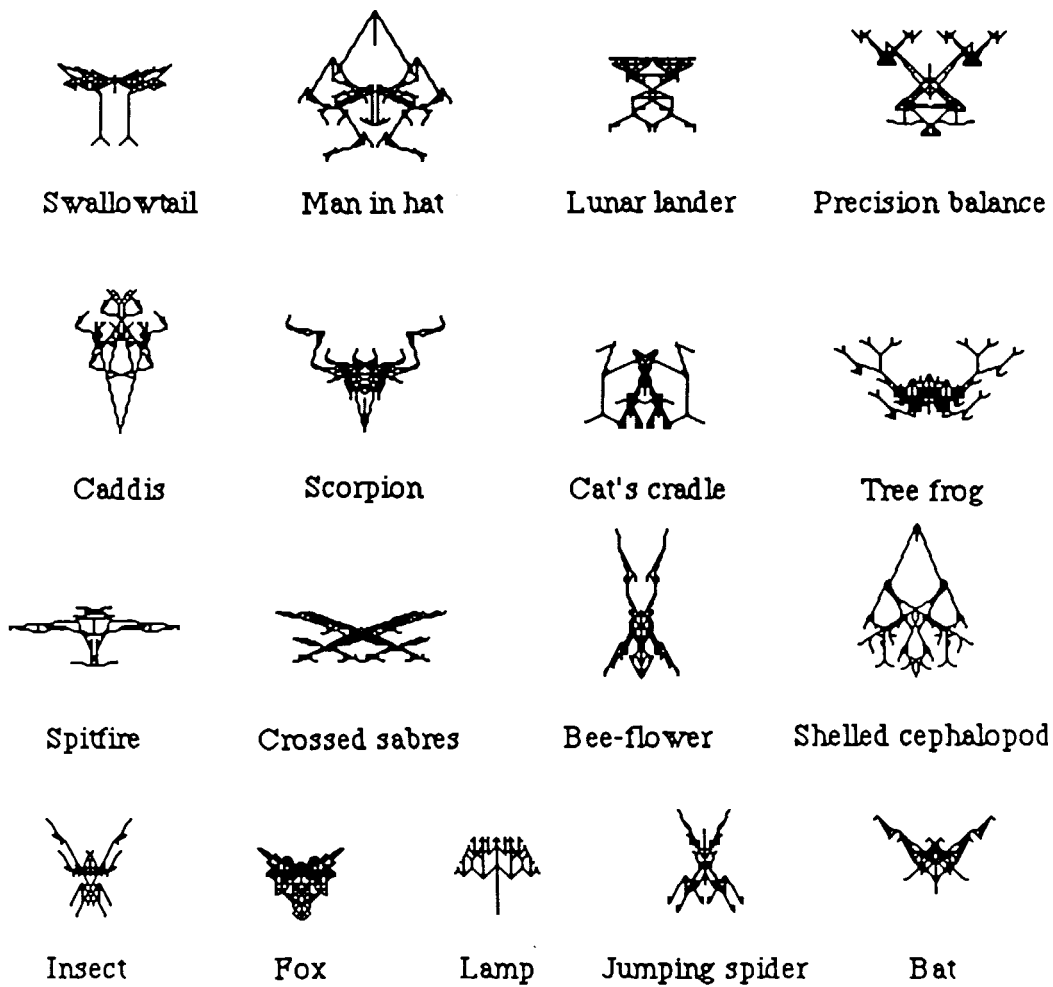 Swallowtail Man in hat Lunar lander Precision balance
Caddis Scorpion Cat's cradle Tree frog
Spitfire Crossed sabres Bee-flower Shelled cephalopod
Insect Fox Lamp Jumping spider Bat